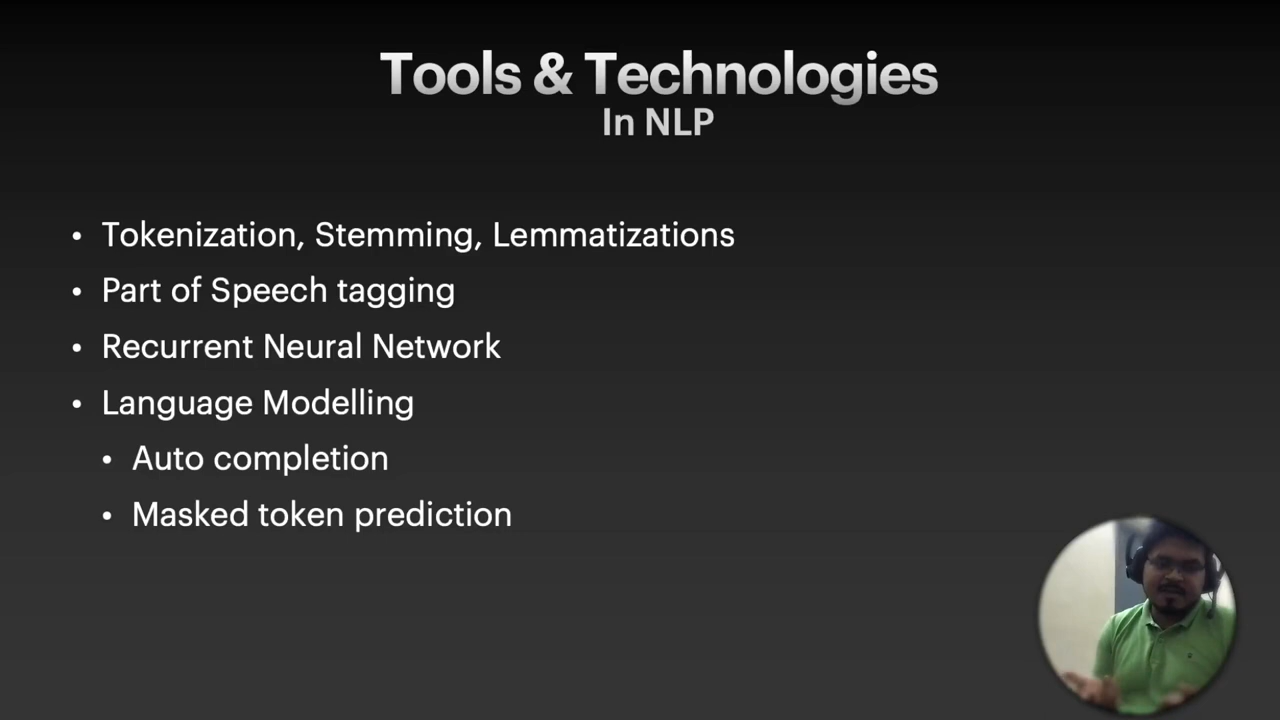 Tools & Technologies
In NLP
• Tokenization, Stemming, Lemmatizations
• Part of Speech tagging
• Recurrent Neural Network
• Language Modelling
• Auto completion
• Masked token prediction